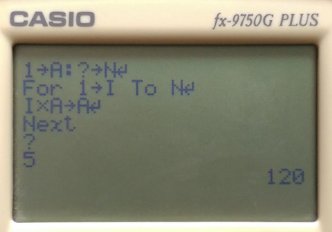 CASIO fx-9750G PLUS
1→A:?→N↵
For 1→I To N↵
I×A→A↵
Next
?
5
120